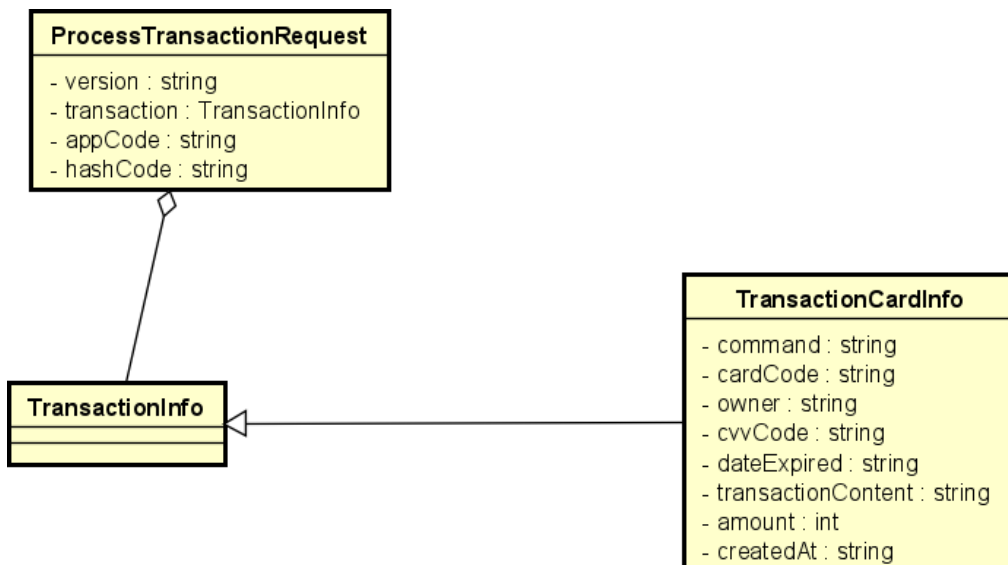 ProcessTransactionRequest
- version : string
- transaction : TransactionInfo
- appCode : string
- hashCode : string
TransactionInfo
TransactionCardInfo
- command : string
- cardCode : string
- owner : string
- cvvCode : string
- dateExpired : string
- transactionContent : string
- amount : int
- createdAt : string